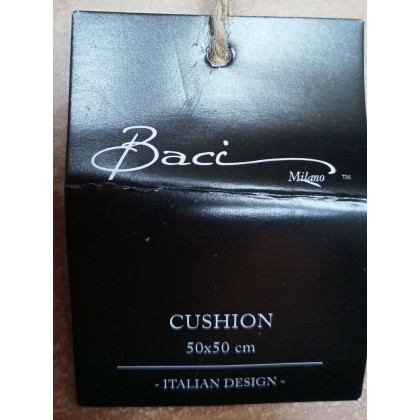 Baci
Milano ™
CUSHION
50x50 cm
- ITALIAN DESIGN -